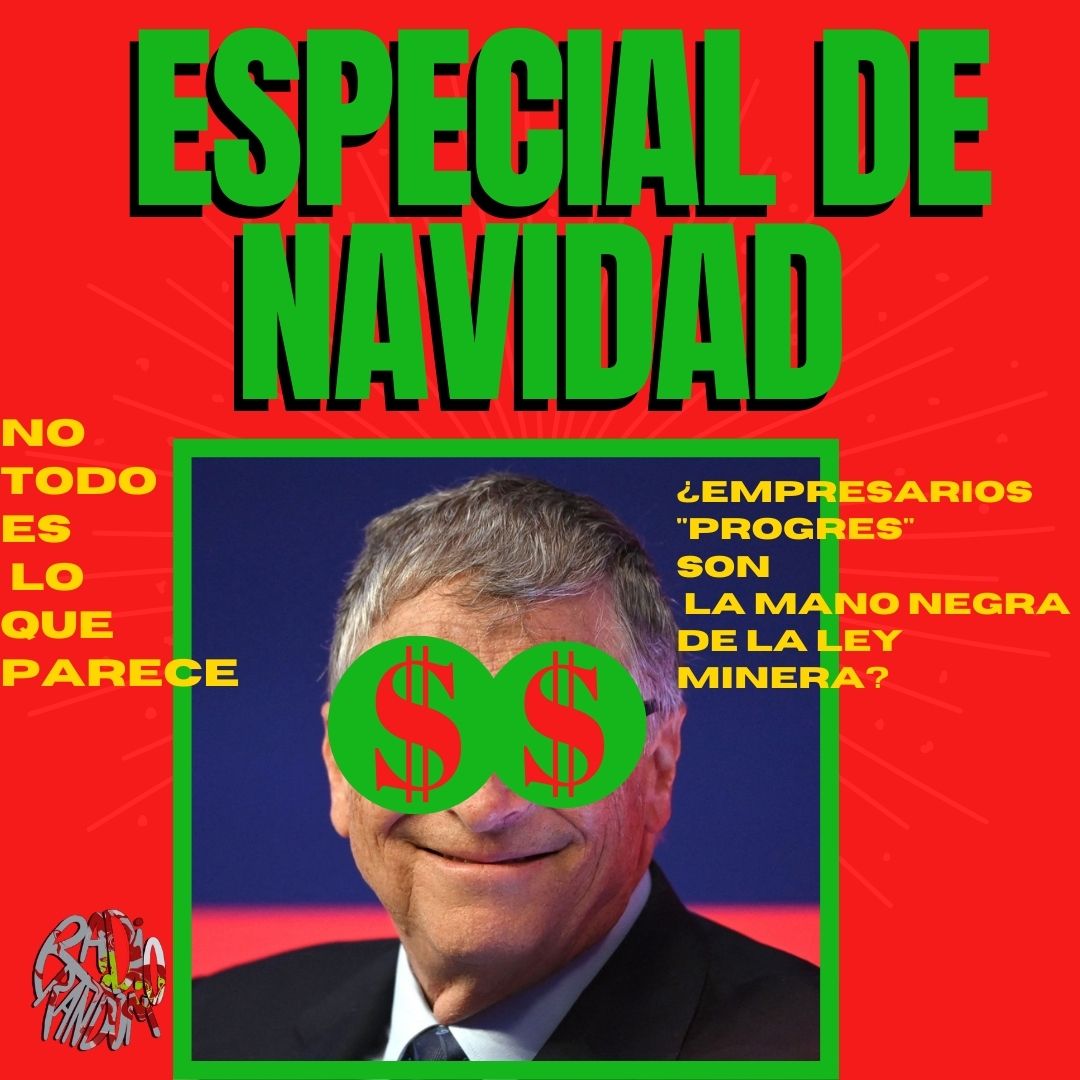 ESPECIAL DE
NAVIDAD
NO
TODO
ES
LO
QUE
PARECE
¿EMPRESARIOS
"PROGRES"
SON
LA MANO NEGRA
DE LA LEY
MINERA?
$ $
RADIO